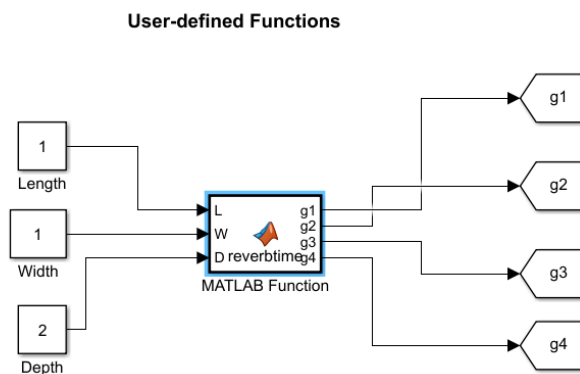 User-defined Functions
1
Length
1
Width
2
Depth
L
W
D
reverbtime
g1
g2
g3
g4
MATLAB Function
g1
g2
g3
g4